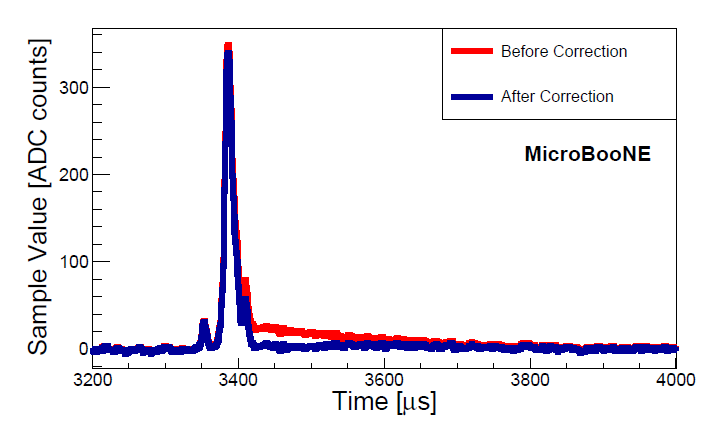 Sample Value [ADC counts]
300
200
100
0
Before Correction
After Correction
MicroBooNE
3200
3400
3600
3800
4000
Time [μs]